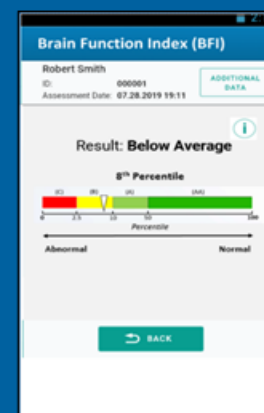 2:
Brain Function Index (BFI)
Robert Smith
ID: 000001
Assessment Date: 07.28.2019 19:11
ADDITIONAL
DATA
i
Result: Below Average
8th Percentile
(C) (B) (A) (AA)
0 2.5 10 50 100
Percentile
Abnormal Normal
BACK